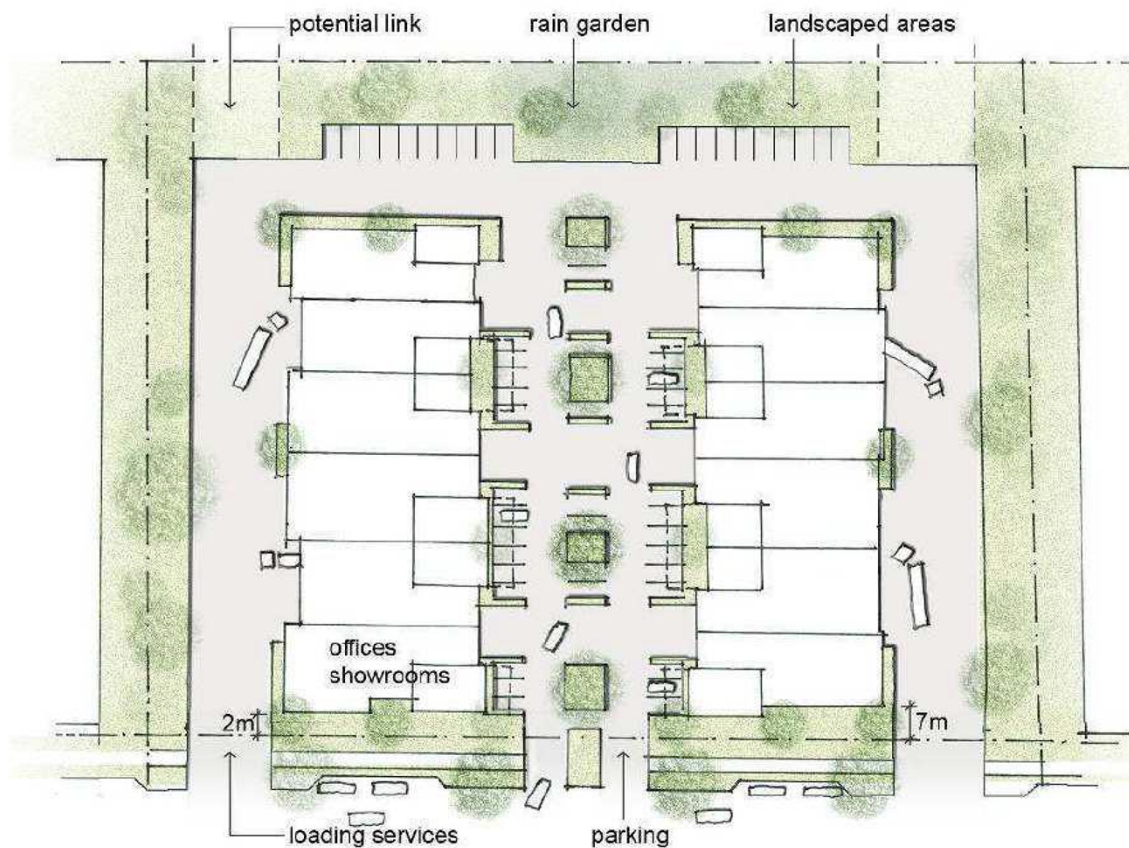 potential link
rain garden
landscaped areas
offices
showrooms
2m
7m
loading services
parking